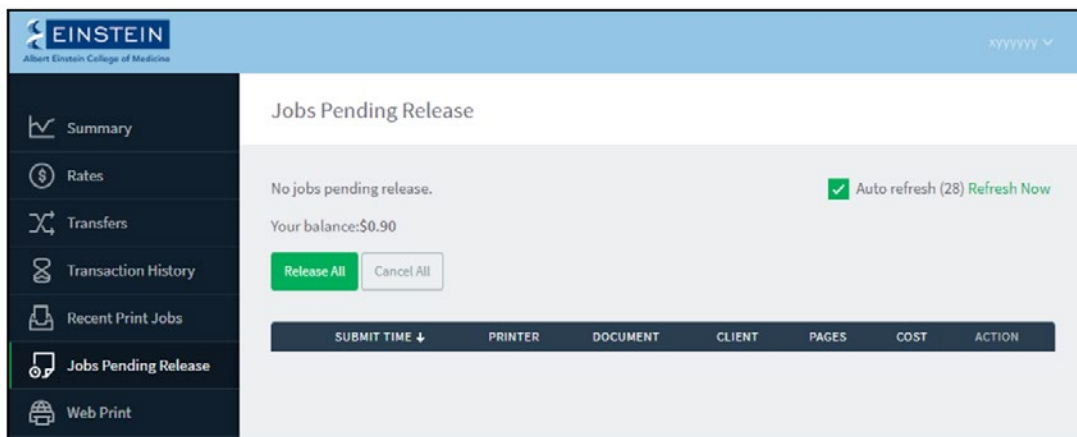 EINSTEIN
Albert Einstein College of Medicine
xyyyyyy
Summary
Rates
Transfers
Transaction History
Recent Print Jobs
Jobs Pending Release
Web Print
Jobs Pending Release
No jobs pending release.
Auto refresh (28) Refresh Now
Your balance:$0.90
Release All Cancel All
SUBMIT TIME ↓ PRINTER DOCUMENT CLIENT PAGES COST ACTION